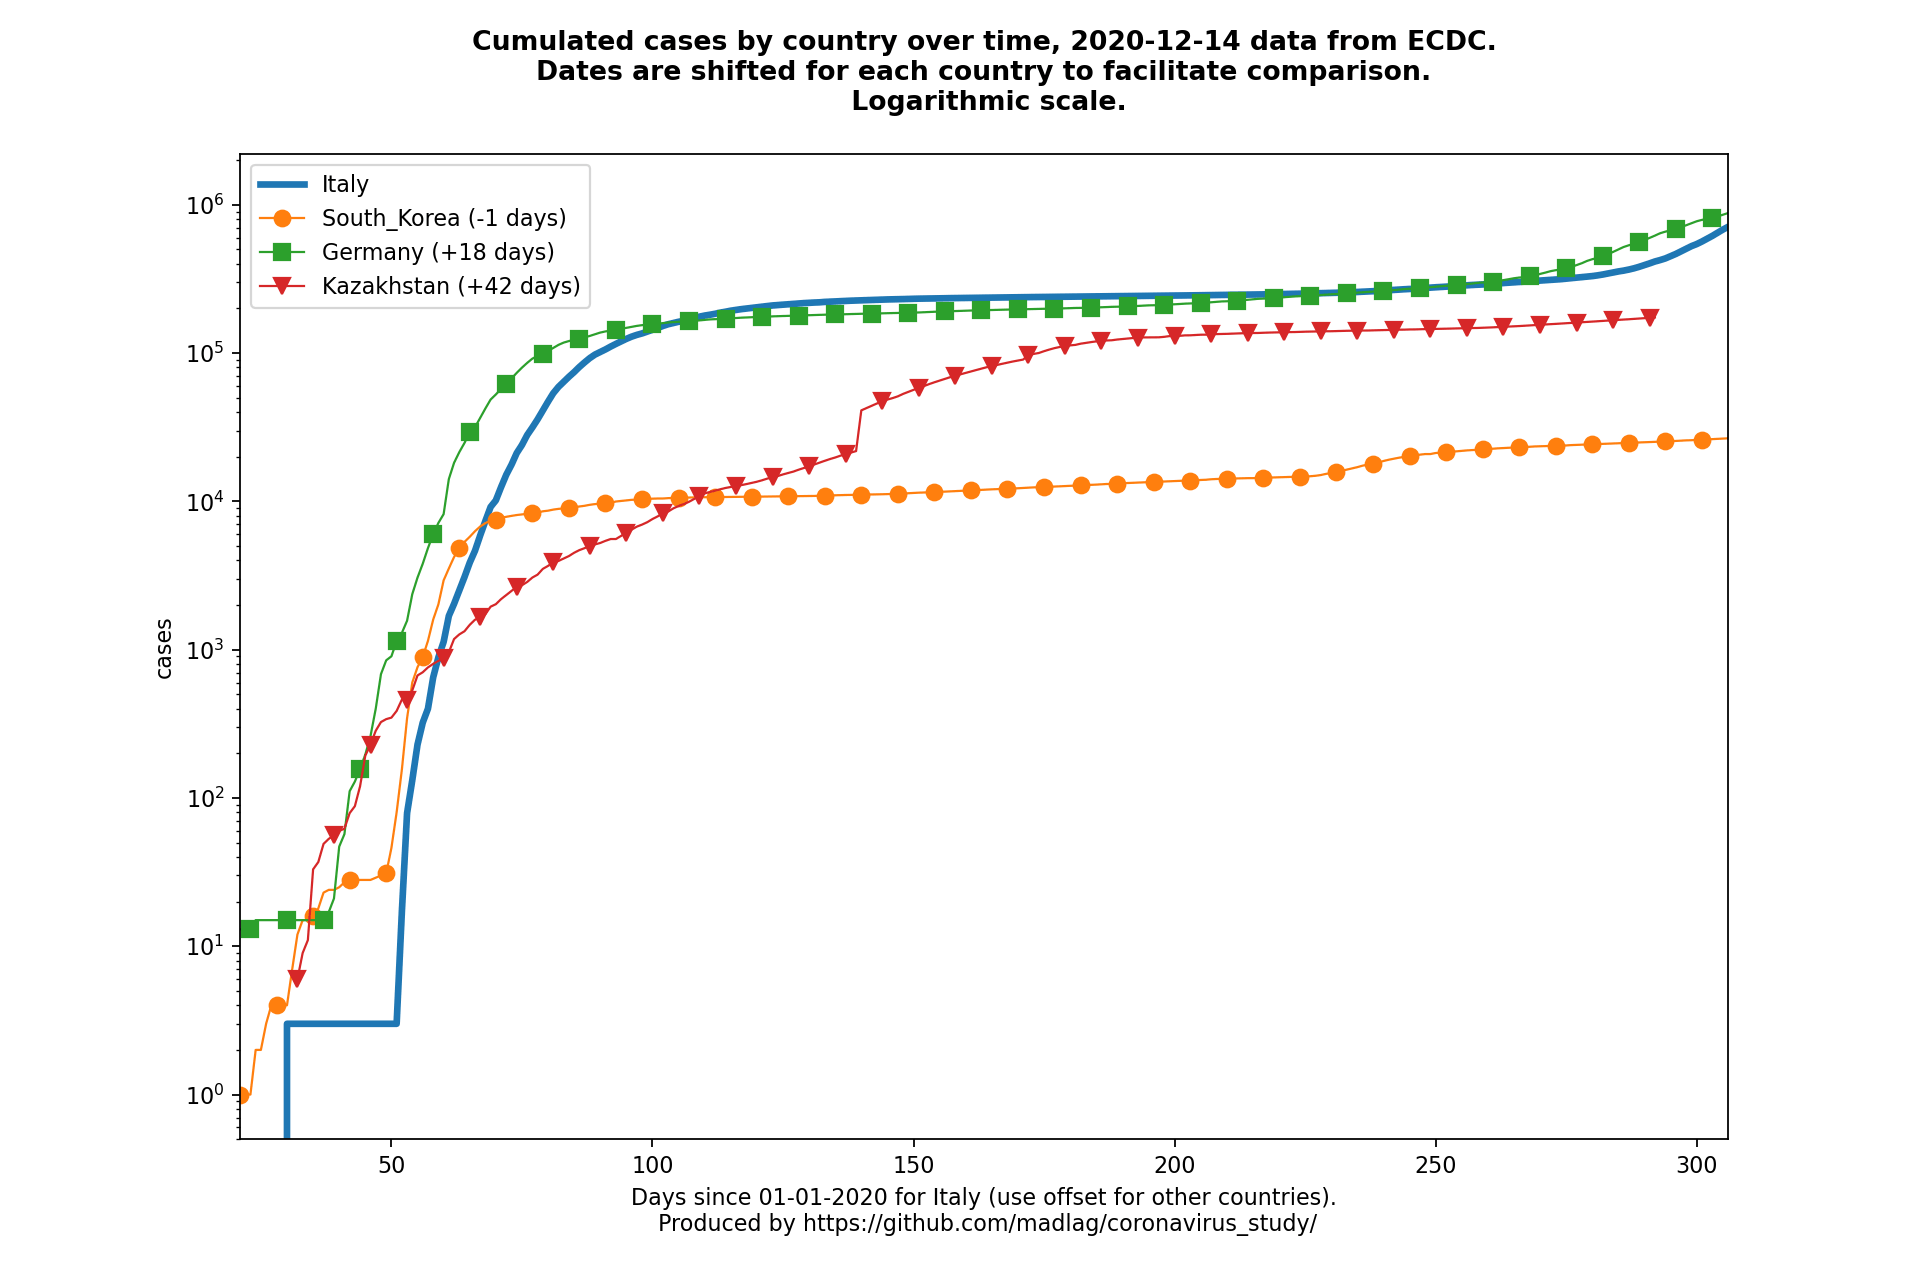 Cumulated cases by country over time, 2020-12-14 data from ECDC.
Dates are shifted for each country to facilitate comparison.
Logarithmic scale.
Italy
South_Korea (-1 days)
Germany (+18 days)
Kazakhstan (+42 days)
cases
10^6
10^5
10^4
10^3
10^2
10^1
10^0
50 100 150 200 250 300
Days since 01-01-2020 for Italy (use offset for other countries).
Produced by https://github.com/madlag/coronavirus_study/